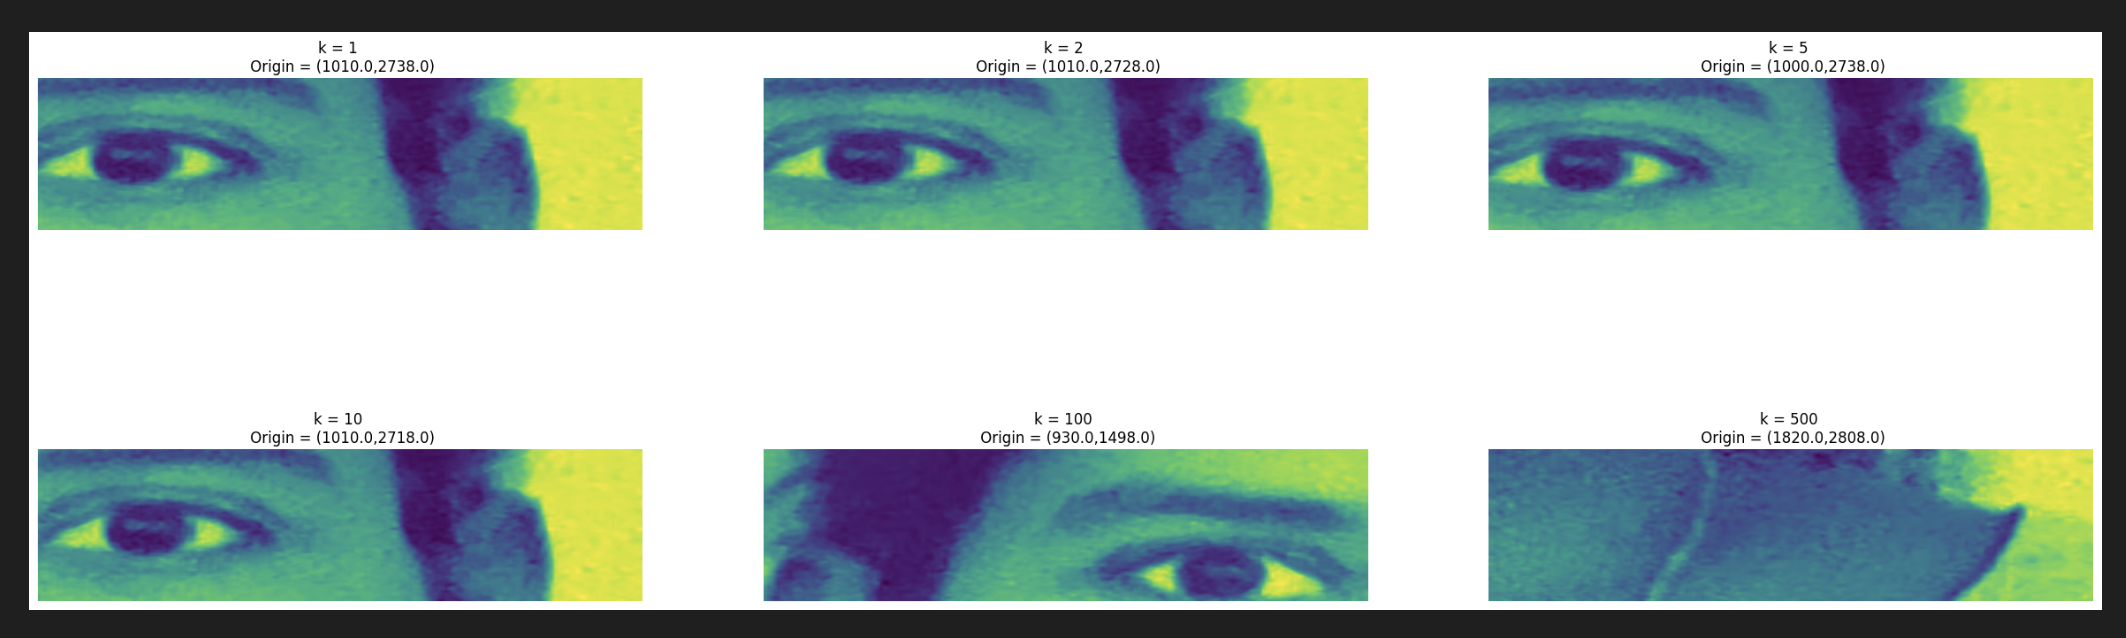 k = 1
Origin = (1010.0,2738.0)
k = 2
Origin = (1010.0,2728.0)
k = 5
Origin = (1000.0,2738.0)
k = 10
Origin = (1010.0,2718.0)
k = 100
Origin = (930.0,1498.0)
k = 500
Origin = (1820.0,2808.0)